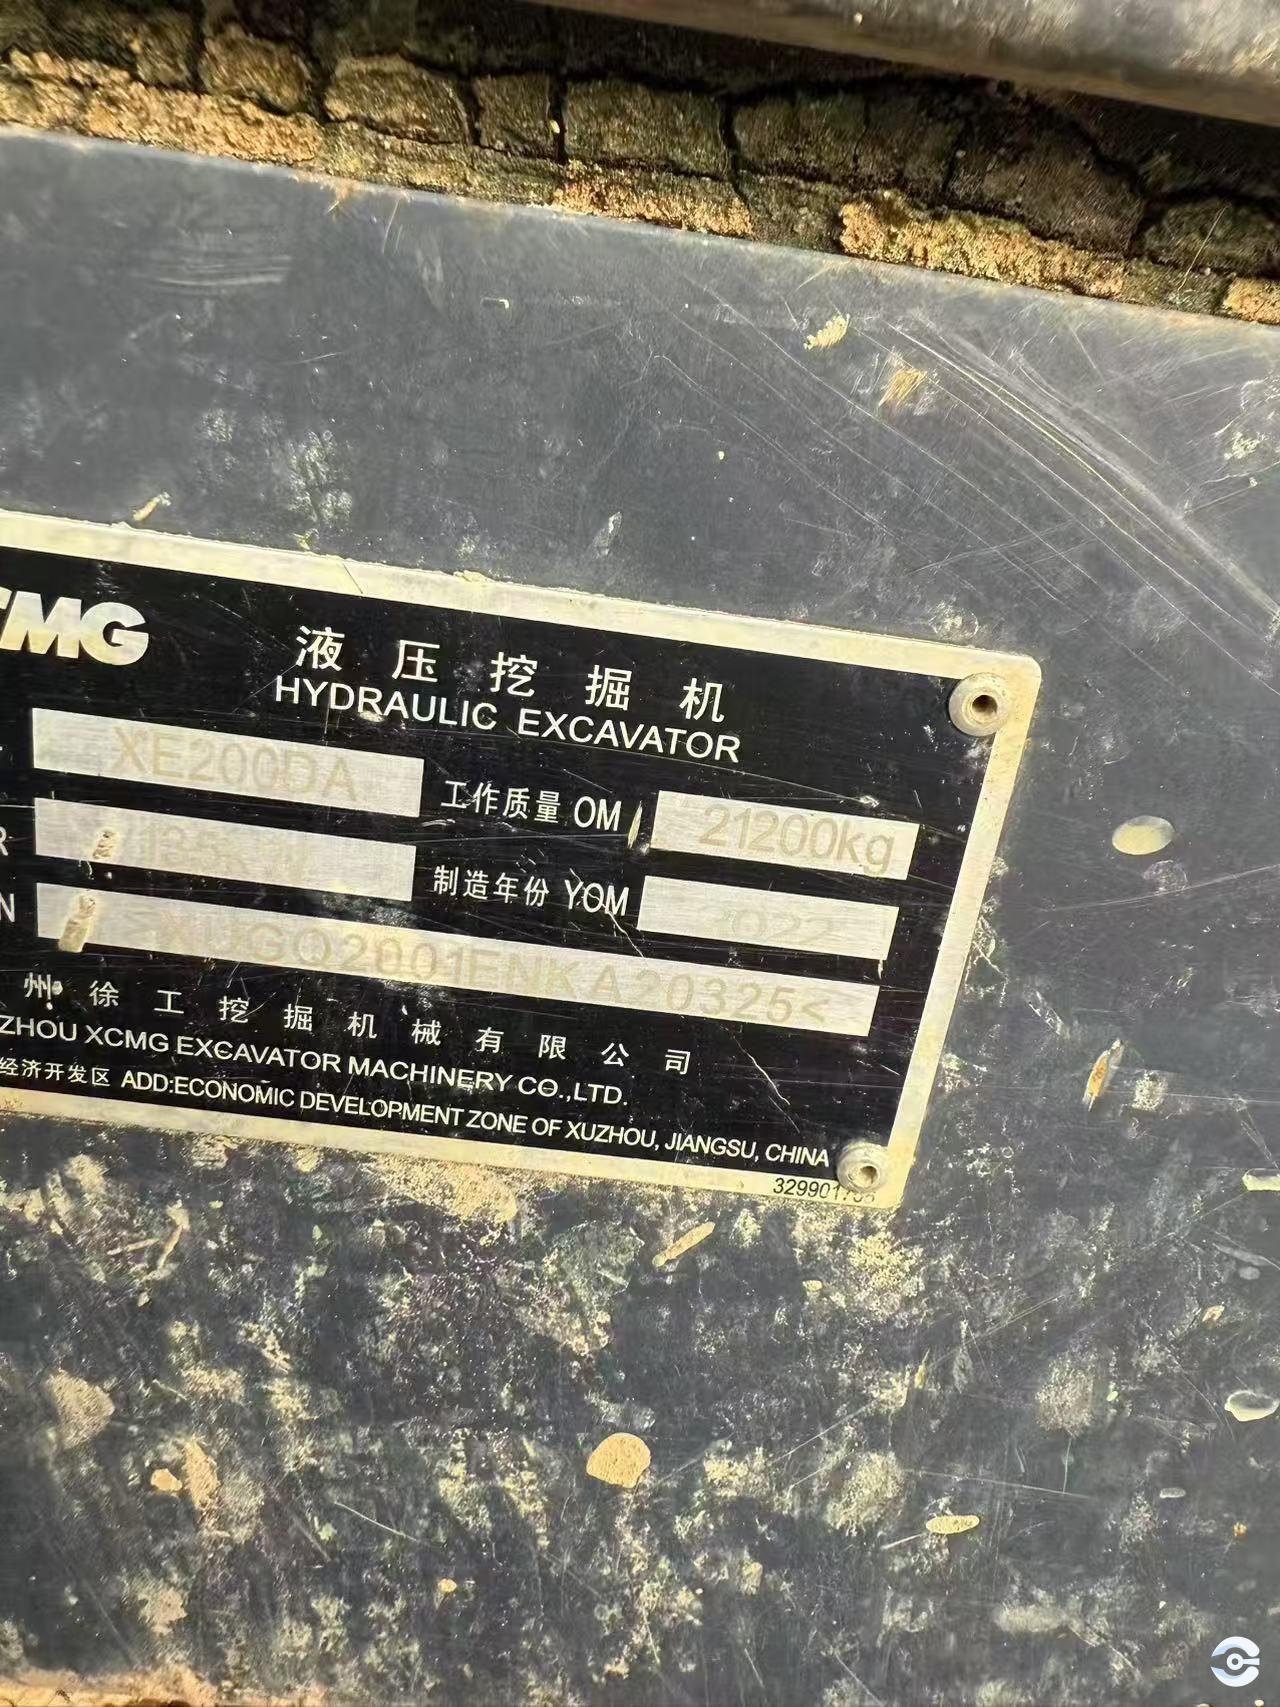 XCMG
液压挖掘机
HYDRAULIC EXCAVATOR
XE200DA 工作质量 OM 21200kg
制造年份 YOM
州徐工挖掘机械有限公司
ZHOU XCMG EXCAVATOR MACHINERY CO.,LTD.
经济开发区 ADD:ECONOMIC DEVELOPMENT ZONE OF XUZHOU, JIANGSU, CHINA